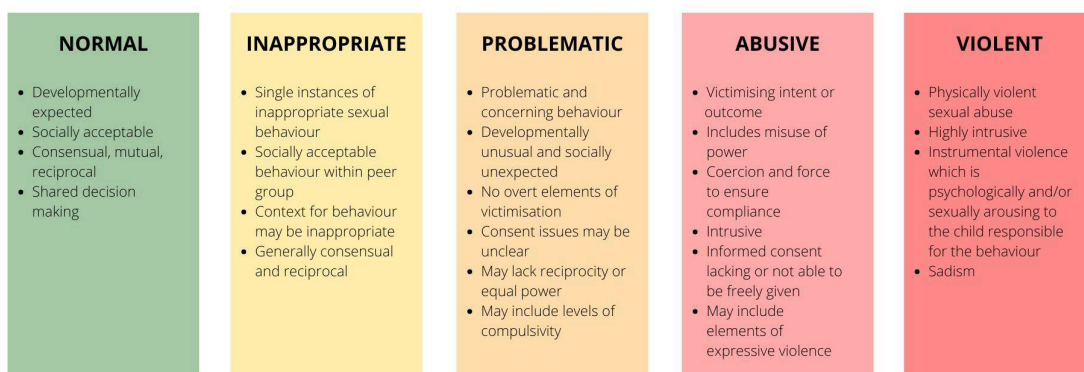 NORMAL
• Developmentally
expected
• Socially acceptable
• Consensual, mutual,
reciprocal
• Shared decision
making
INAPPROPRIATE
• Single instances of
inappropriate sexual
behaviour
• Socially acceptable
behaviour within peer
group
• Context for behaviour
may be inappropriate
• Generally consensual
and reciprocal
PROBLEMATIC
• Problematic and
concerning behaviour
• Developmentally
unusual and socially
unexpected
• No overt elements of
victimisation
• Consent issues may be
unclear
• May lack reciprocity or
equal power
• May include levels of
compulsivity
ABUSIVE
• Victimising intent or
outcome
• Includes misuse of
power
• Coercion and force
to ensure
compliance
• Intrusive
• Informed consent
lacking or not able to
be freely given
• May include
elements of
expressive violence
VIOLENT
• Physically violent
sexual abuse
• Highly intrusive
• Instrumental violence
which is
psychologically and/or
sexually arousing to
the child responsible
for the behaviour
• Sadism